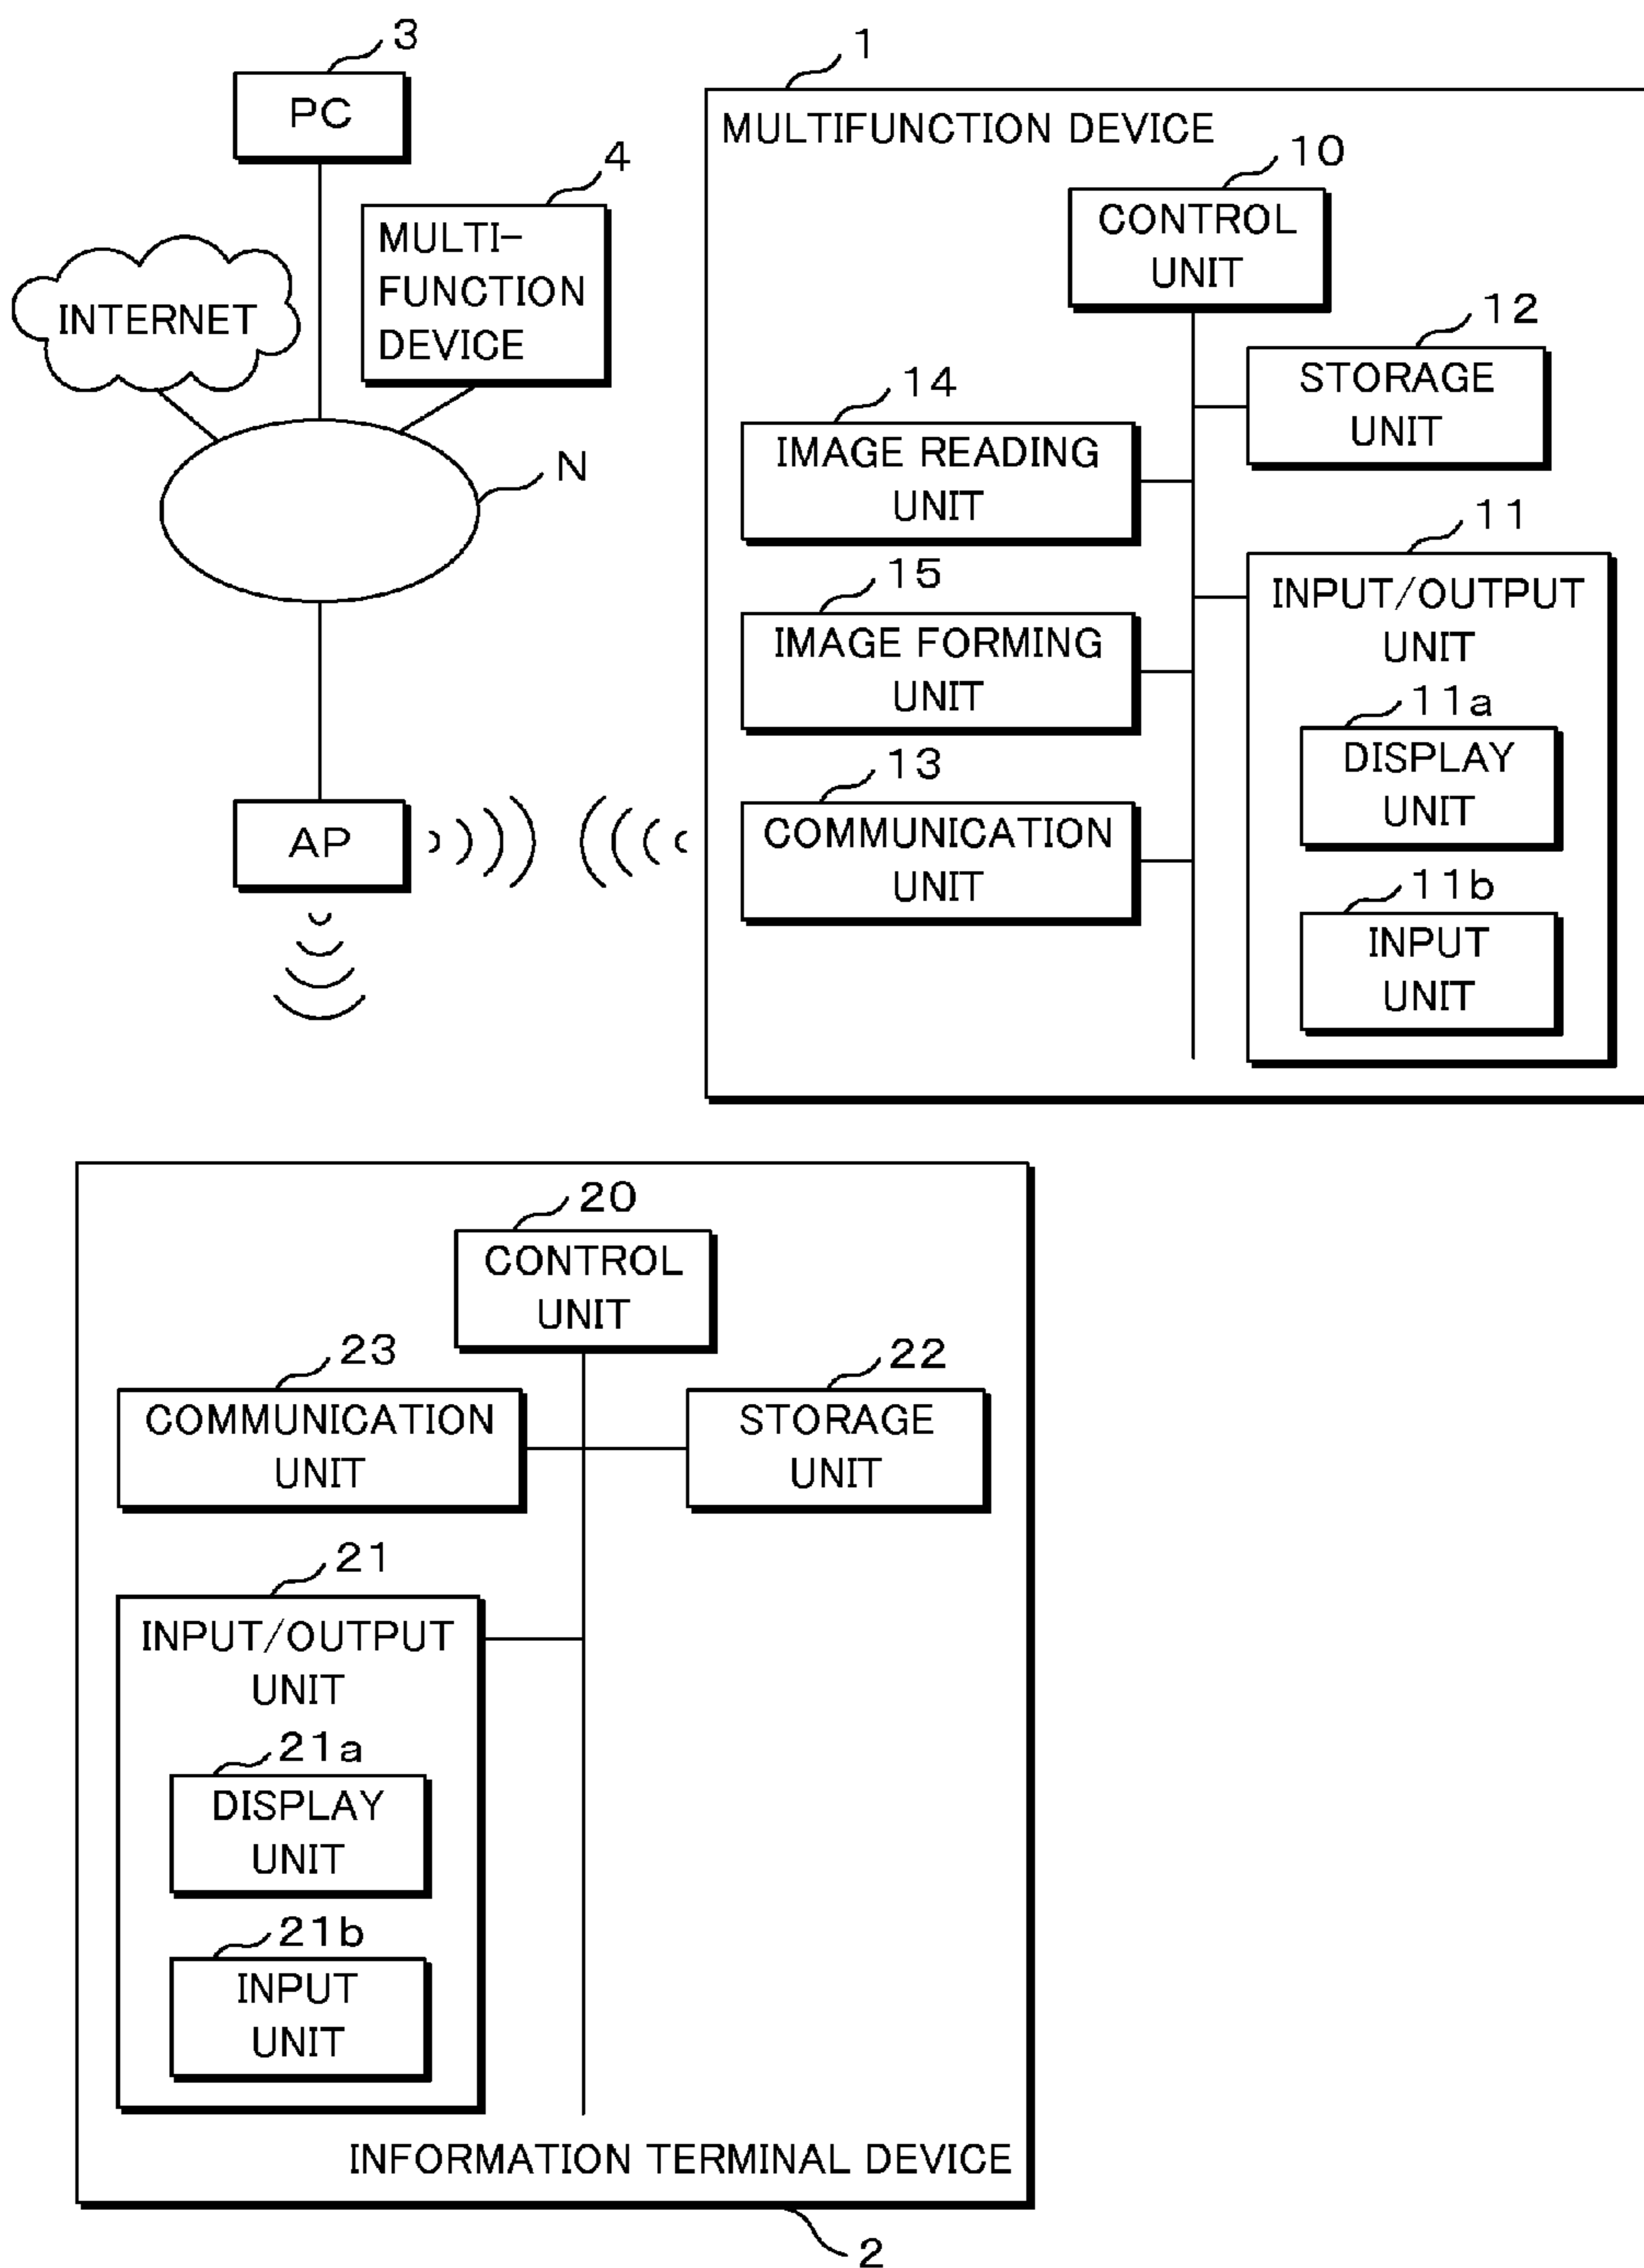 3
PC
4
MULTI-
FUNCTION
DEVICE
INTERNET
N
AP
1
MULTIFUNCTION DEVICE
10
CONTROL
UNIT
12
STORAGE
UNIT
14
IMAGE READING
UNIT
11
INPUT/OUTPUT
UNIT
15
IMAGE FORMING
UNIT
11a
DISPLAY
UNIT
13
COMMUNICATION
UNIT
11b
INPUT
UNIT
20
CONTROL
UNIT
23
COMMUNICATION
UNIT
22
STORAGE
UNIT
21
INPUT/OUTPUT
UNIT
21a
DISPLAY
UNIT
21b
INPUT
UNIT
INFORMATION TERMINAL DEVICE
2